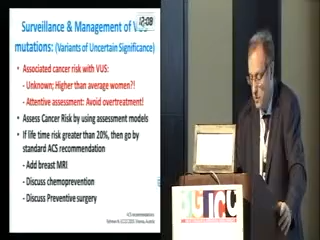 Surveillance & Management of VUS
mutations: (Variants of Uncertain Significance)
• Associated cancer risk with VUS:
- Unknown; Higher than average women?!
- Attentive assessment: Avoid overtreatment!
• Assess Cancer Risk by using assessment models
• If life time risk greater than 20%, then go by
standard ACS recommendation
- Add breast MRI
- Discuss chemoprevention
- Discuss Preventive surgery
ACS recommendations